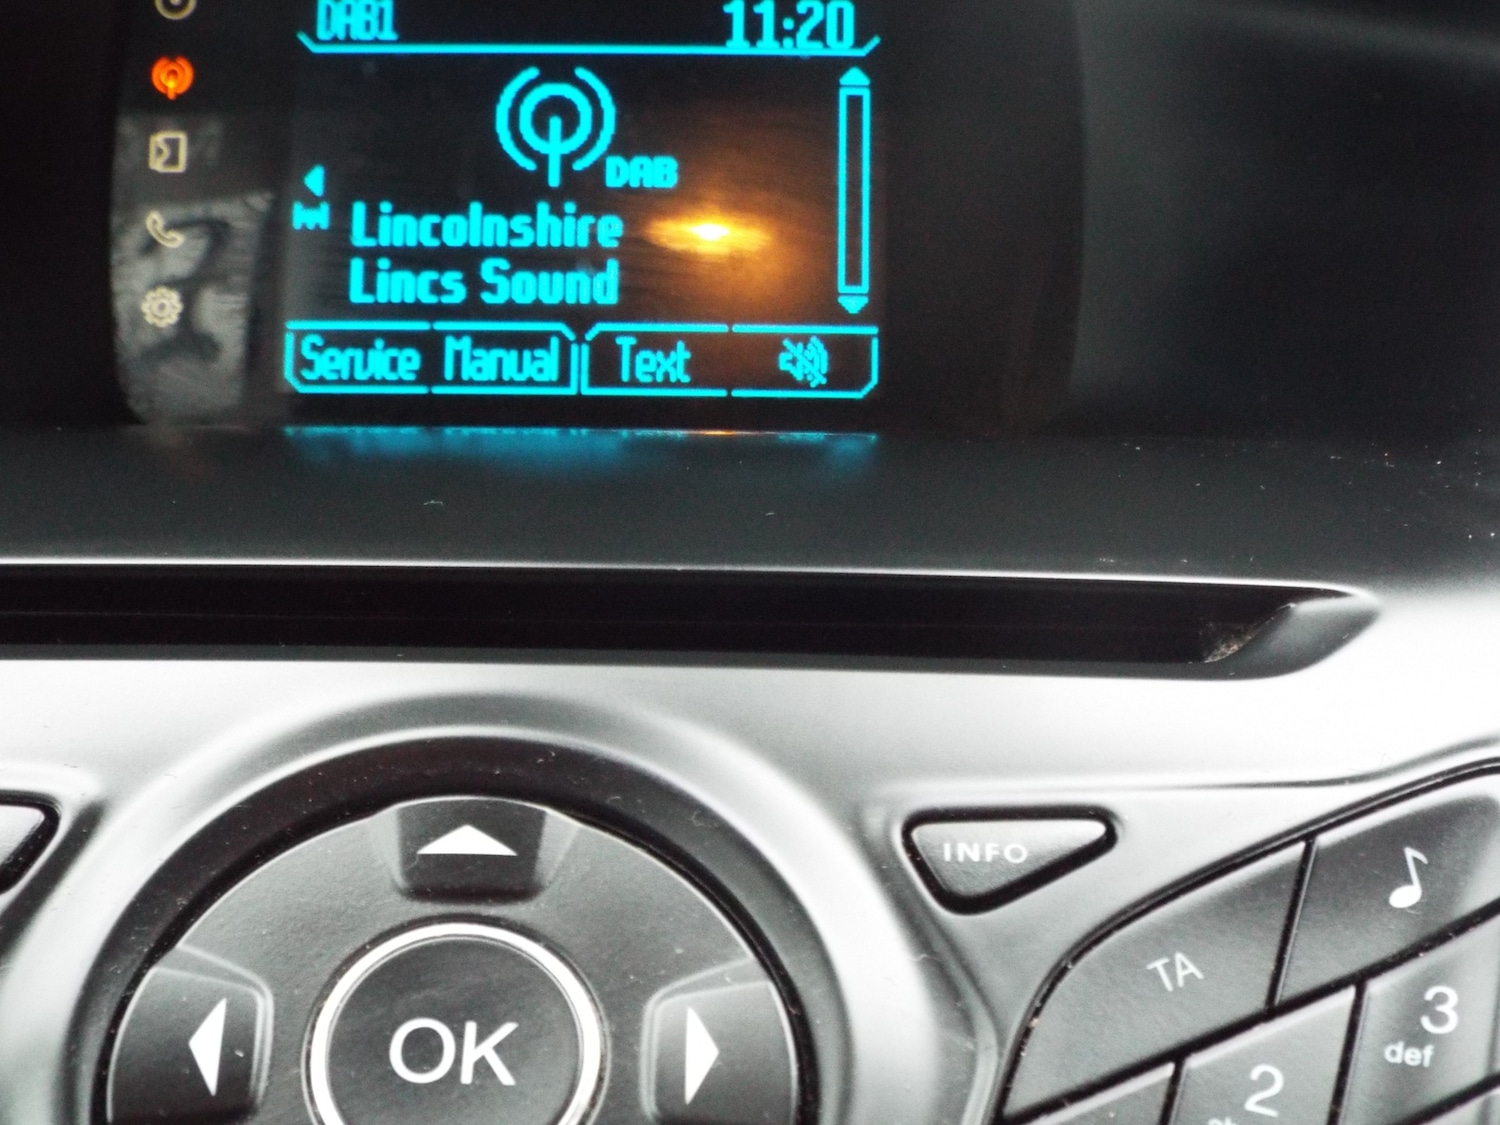 DAB1 11:20
DAB
Lincolnshire
Lincs Sound
Service Manual Text
INFO
TA
OK
3
def
2